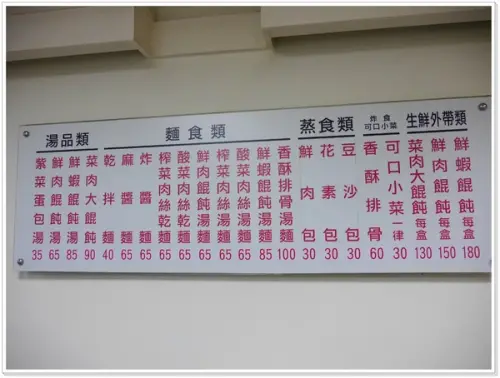 湯品類
紫菜蛋包湯 35
鮮肉餛飩湯 65
鮮蝦餛飩湯 85
菜肉大餛飩 90
麵食類
乾拌麵 40
麻醬麵 65
炸醬麵 65
榨菜肉絲乾麵 65
酸菜肉絲乾麵 65
鮮肉餛飩湯麵 65
榨菜肉絲湯麵 65
酸菜肉絲湯麵 65
鮮蝦餛飩湯麵 85
香酥排骨湯麵 100
蒸食類
鮮肉包 30
花素包 30
豆沙包 30
炸食
可口小菜
香酥排骨 60
可口小菜一律 30
生鮮外帶類
菜肉大餛飩每盒 130
鮮肉餛飩每盒 150
鮮蝦餛飩每盒 180